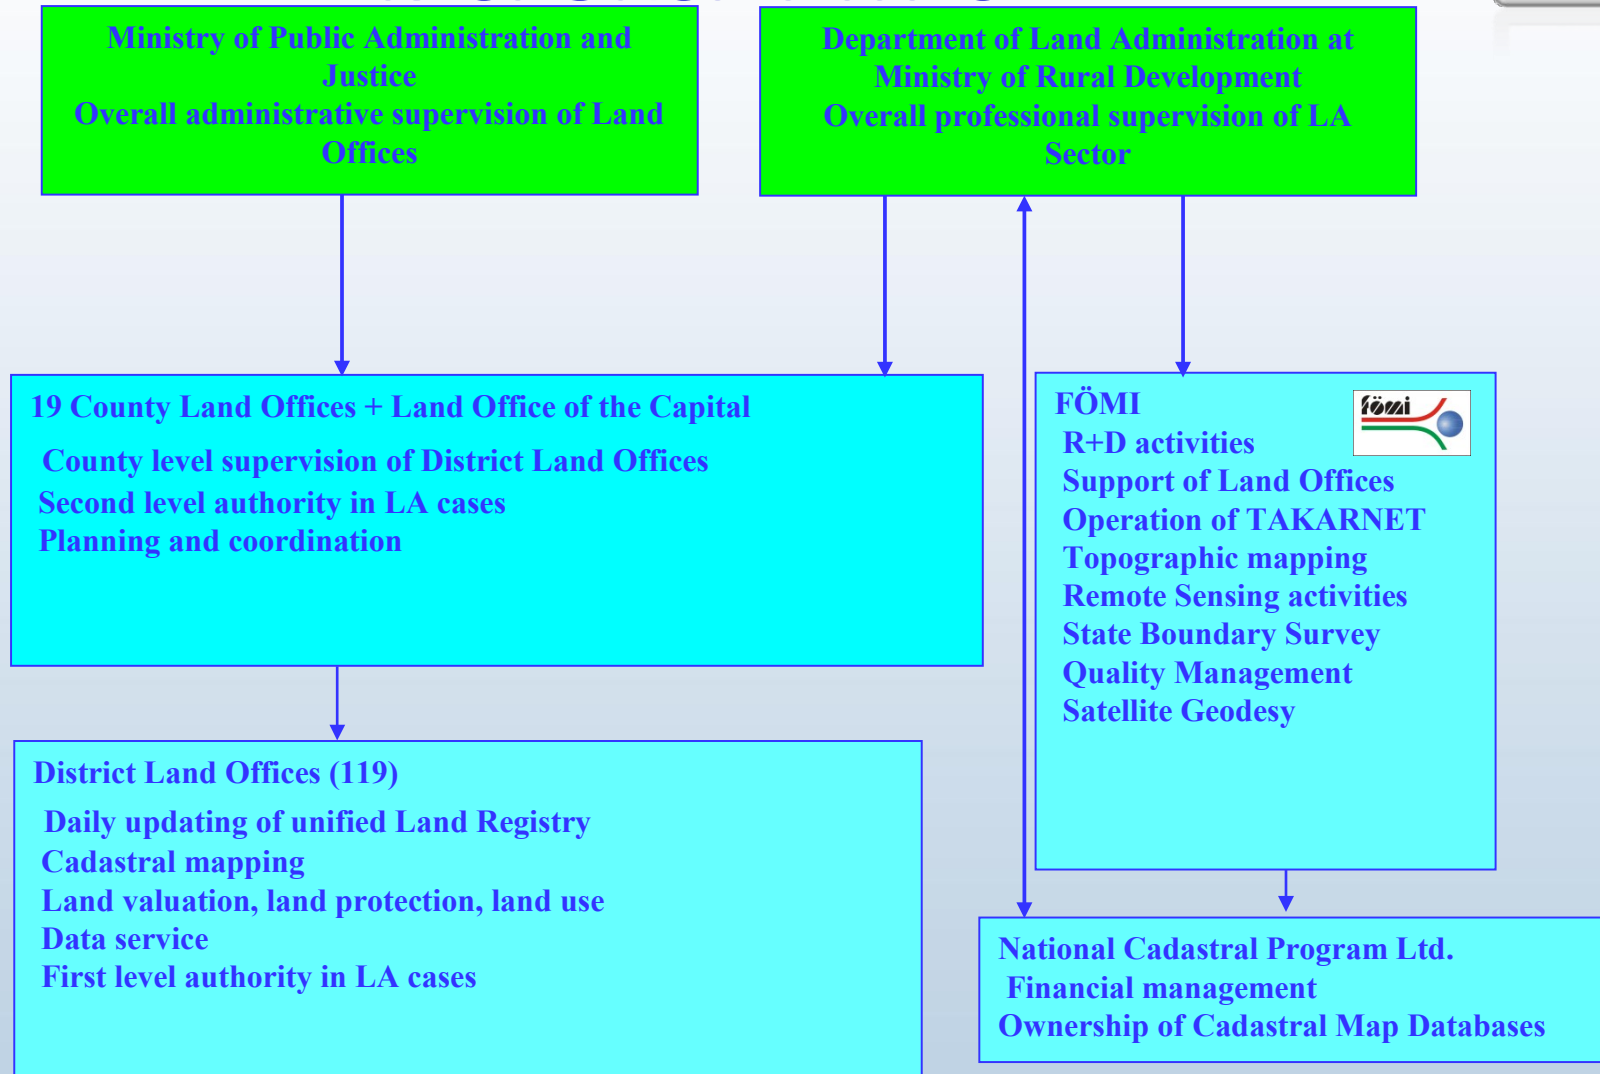 Ministry of Public Administration and
Justice
Overall administrative supervision of Land
Offices
Department of Land Administration at
Ministry of Rural Development
Overall professional supervision of LA
Sector
19 County Land Offices + Land Office of the Capital
County level supervision of District Land Offices
Second level authority in LA cases
Planning and coordination
FÖMI
fömi
R+D activities
Support of Land Offices
Operation of TAKARNET
Topographic mapping
Remote Sensing activities
State Boundary Survey
Quality Management
Satellite Geodesy
District Land Offices (119)
Daily updating of unified Land Registry
Cadastral mapping
Land valuation, land protection, land use
Data service
First level authority in LA cases
National Cadastral Program Ltd.
Financial management
Ownership of Cadastral Map Databases